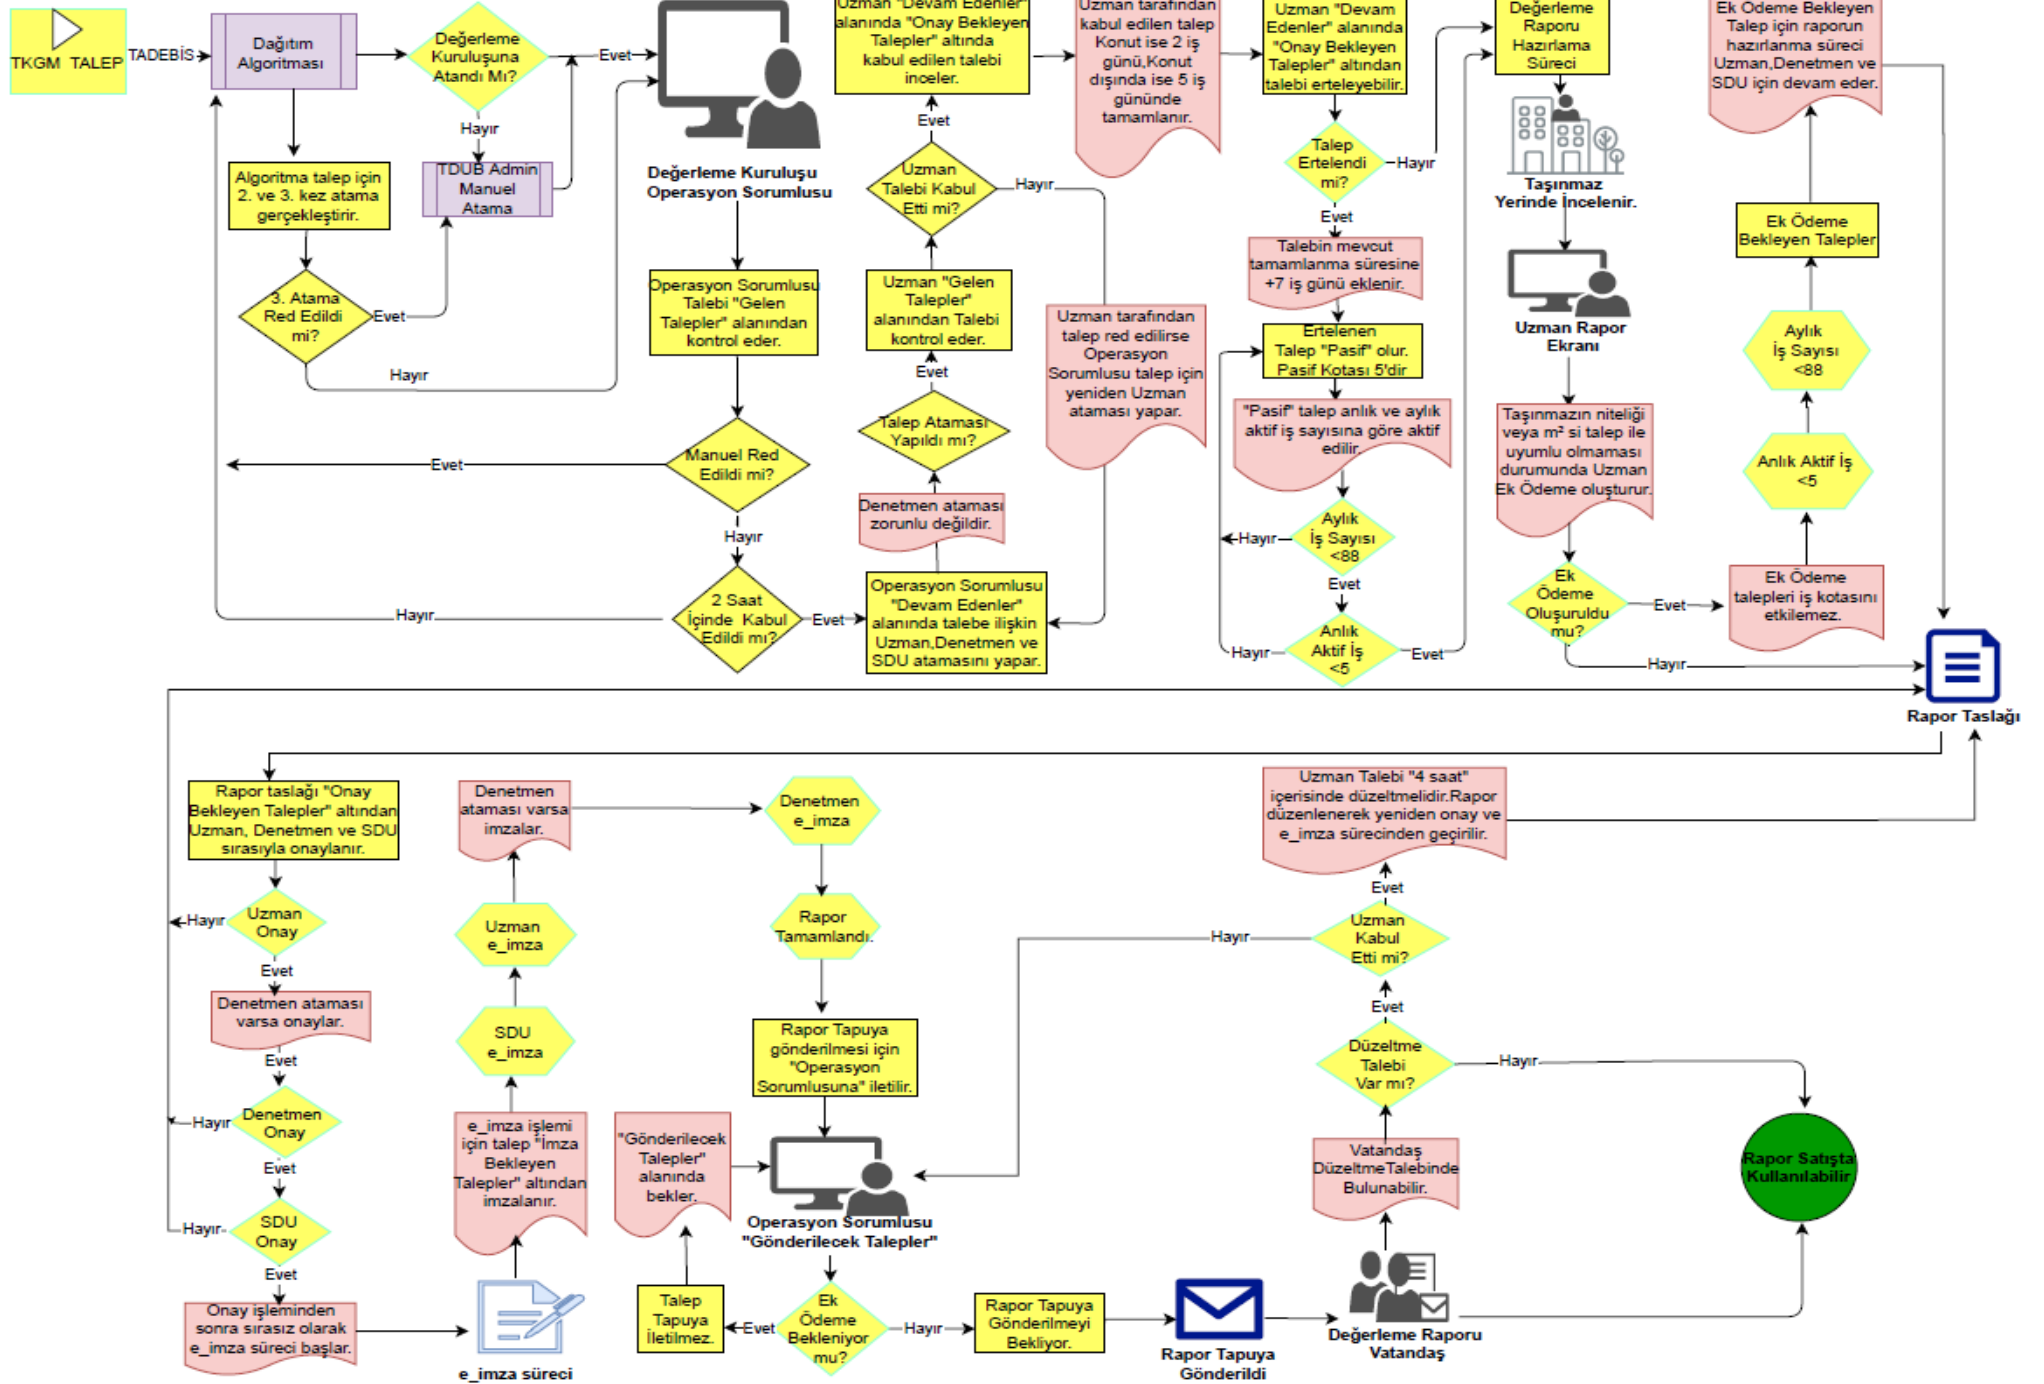 TKGM TALEP
TADEBİS
Dağıtım
Algoritması
Değerleme
Kuruluşuna
Atandı Mı?
Evet
Hayır
TDUB Admin
Manuel
Atama
Algoritma talep için
2. ve 3. kez atama
gerçekleştirir.
3. Atama
Red Edildi
mi?
Evet
Hayır
Değerleme Kuruluşu
Operasyon Sorumlusu
Operasyon Sorumlusu
Talebi "Gelen
Talepler" alanından
kontrol eder.
Manuel Red
Edildi mi?
Evet
Hayır
2 Saat
İçinde Kabul
Edildi mı?
Hayır
Evet
Operasyon Sorumlusu
"Devam Edenler"
alanında talebe ilişkin
Uzman,Denetmen ve
SDU atamasını yapar.
Denetmen ataması
zorunlu değildir.
Talep Ataması
Yapıldı mı?
Evet
Uzman "Gelen
Talepler"
alanından Talebi
kontrol eder.
Uzman
Talebi Kabul
Etti mi?
Hayır
Evet
Uzman tarafından
talep red edilirse
Operasyon
Sorumlusu talep için
yeniden Uzman
ataması yapar.
Uzman "Devam Edenler"
alanında "Onay Bekleyen
Talepler" altında
kabul edilen talebi
inceler.
Uzman tarafından
kabul edilen talep
Konut ise 2 iş
günü,Konut
dışında ise 5 iş
gününde
tamamlanır.
Uzman "Devam
Edenler" alanında
"Onay Bekleyen
Talepler" altından
talebi erteleyebilir.
Talep
Ertelendi
mi?
Hayır
Evet
Talebin mevcut
tamamlanma süresine
+7 iş günü eklenir.
Ertelenen
Talep "Pasif" olur.
Pasif Kotası 5'dir
"Pasif" talep anlık ve aylık
aktif iş sayısına göre aktif
edilir.
Aylık
İş Sayısı
<88
Hayır
Evet
Anlık
Aktif İş
<5
Hayır
Evet
Değerleme
Raporu
Hazırlama
Süreci
Taşınmaz
Yerinde İncelenir.
Uzman Rapor
Ekranı
Taşınmazın niteliği
veya m² si talep ile
uyumlu olmaması
durumunda Uzman
Ek Ödeme oluşturur.
Ek
Ödeme
Oluşuruldu
mu?
Evet
Hayır
Ek Ödeme
talepleri iş kotasını
etkilemez.
Anlık Aktif İş
<5
Aylık
İş Sayısı
<88
Ek Ödeme
Bekleyen Talepler
Ek Ödeme Bekleyen
Talep için raporun
hazırlanma süreci
Uzman,Denetmen ve
SDU için devam eder.
Rapor Taslağı
Rapor taslağı "Onay
Bekleyen Talepler" altından
Uzman, Denetmen ve SDU
sırasıyla onaylanır.
Uzman
Onay
Hayır
Evet
Denetmen ataması
varsa onaylar.
Evet
Denetmen
Onay
Hayır
Evet
SDU
Onay
Hayır
Evet
Onay işleminden
sonra sırasız olarak
e_imza süreci başlar.
e_imza süreci
e_imza işlemi
için talep "İmza
Bekleyen
Talepler" altından
imzalanır.
SDU
e_imza
Uzman
e_imza
Denetmen
ataması varsa
imzalar.
Denetmen
e_imza
Rapor
Tamamlandı.
Rapor Tapuya
gönderilmesi için
"Operasyon
Sorumlusuna" iletilir.
"Gönderilecek
Talepler"
alanında
bekler.
Operasyon Sorumlusu
"Gönderilecek Talepler"
Talep
Tapuya
İletilmez.
Evet
Ek
Ödeme
Bekleniyor
mu?
Hayır
Rapor Tapuya
Gönderilmeyi
Bekliyor.
Rapor Tapuya
Gönderildi
Değerleme Raporu
Vatandaş
Vatandaş
DüzeltmeTalebinde
Bulunabilir.
Düzeltme
Talebi
Var mı?
Hayır
Evet
Uzman
Kabul
Etti mi?
Hayır
Evet
Uzman Talebi "4 saat"
içerisinde düzeltmelidir.Rapor
düzenlenerek yeniden onay ve
e_imza sürecinden geçirilir.
Rapor Satışta
Kullanılabilir